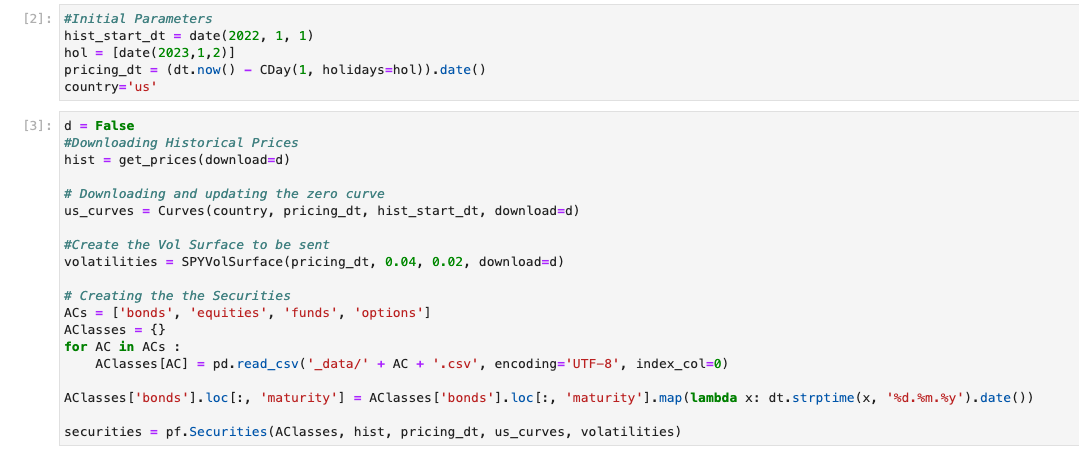 [2]: #Initial Parameters
hist_start_dt = date(2022, 1, 1)
hol = [date(2023,1,2)]
pricing_dt = (dt.now() - CDay(1, holidays=hol)).date()
country='us'
[3]: d = False
#Downloading Historical Prices
hist = get_prices(download=d)
# Downloading and updating the zero curve
us_curves = Curves(country, pricing_dt, hist_start_dt, download=d)
#Create the Vol Surface to be sent
volatilities = SPYVolSurface(pricing_dt, 0.04, 0.02, download=d)
# Creating the the Securities
ACs = ['bonds', 'equities', 'funds', 'options']
AClasses = {}
for AC in ACs :
    AClasses[AC] = pd.read_csv('_data/' + AC + '.csv', encoding='UTF-8', index_col=0)
AClasses['bonds'].loc[:, 'maturity'] = AClasses['bonds'].loc[:, 'maturity'].map(lambda x: dt.strptime(x, '%d.%m.%y').date())
securities = pf.Securities(AClasses, hist, pricing_dt, us_curves, volatilities)